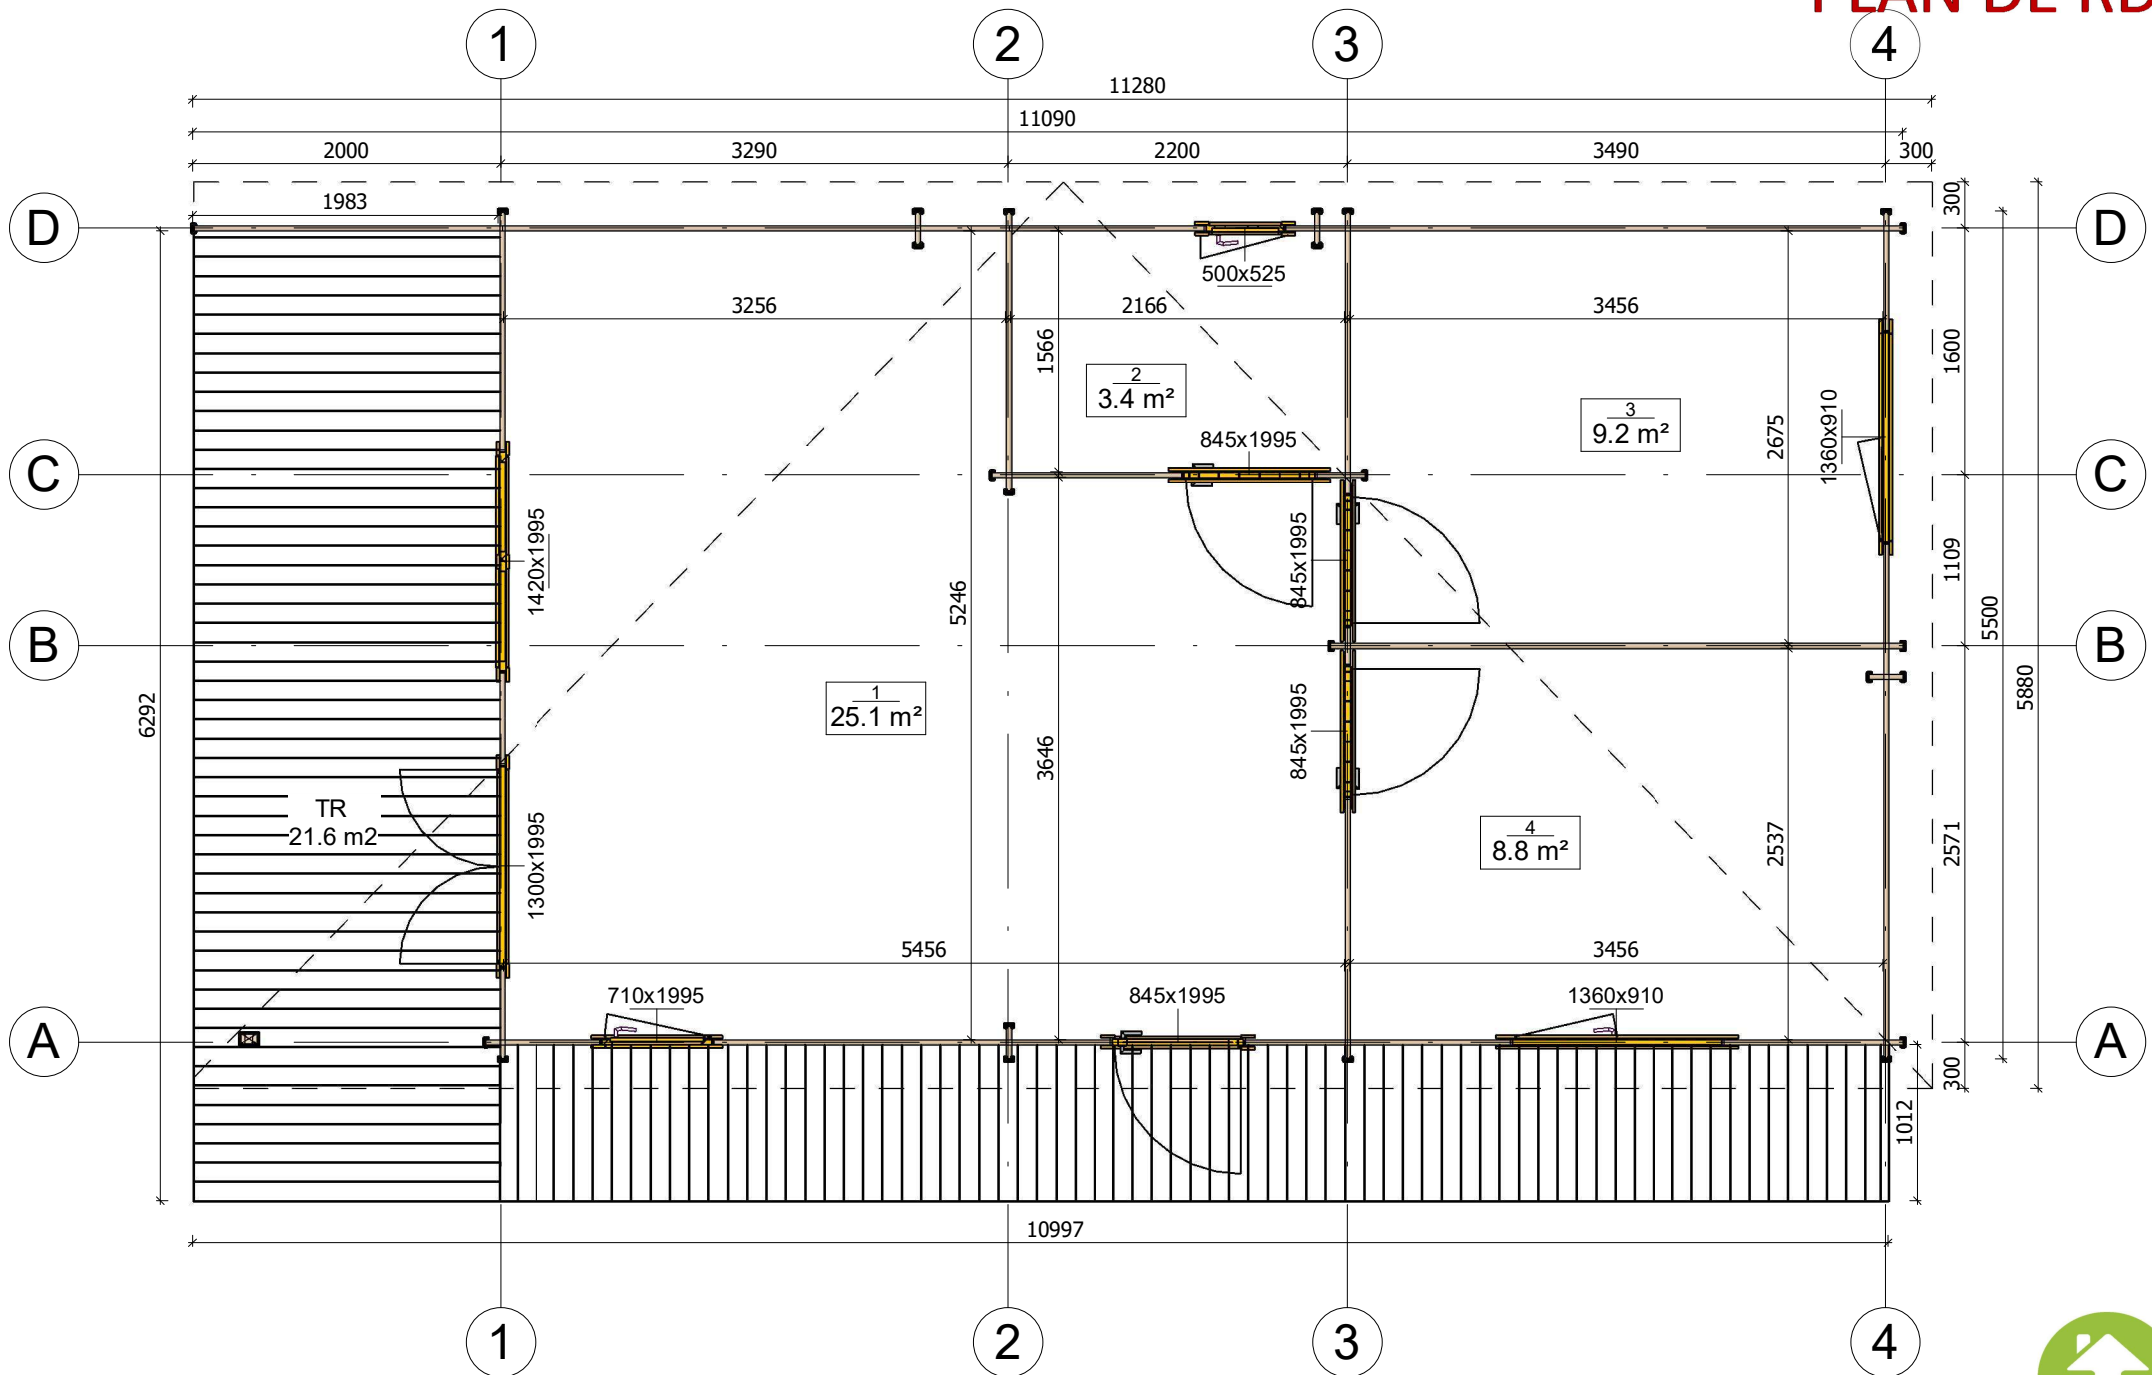 PLAN DE RD
1 2 3 4
11280
11090
2000 3290 2200 3490 300
1983
D D
300
500x525
3256 2166 3456
1566
1600
2
3.4 m²
3
9.2 m²
1360x910
2675
845x1995
C C
1420x1995
845x1995
1109
5246
5500
B B
5880
6292
1
25.1 m²
845x1995
3646
TR
21.6 m2
1300x1995
4
8.8 m²
2537
2571
5456 3456
710x1995 845x1995 1360x910
A A
300
1012
10997
1 2 3 4